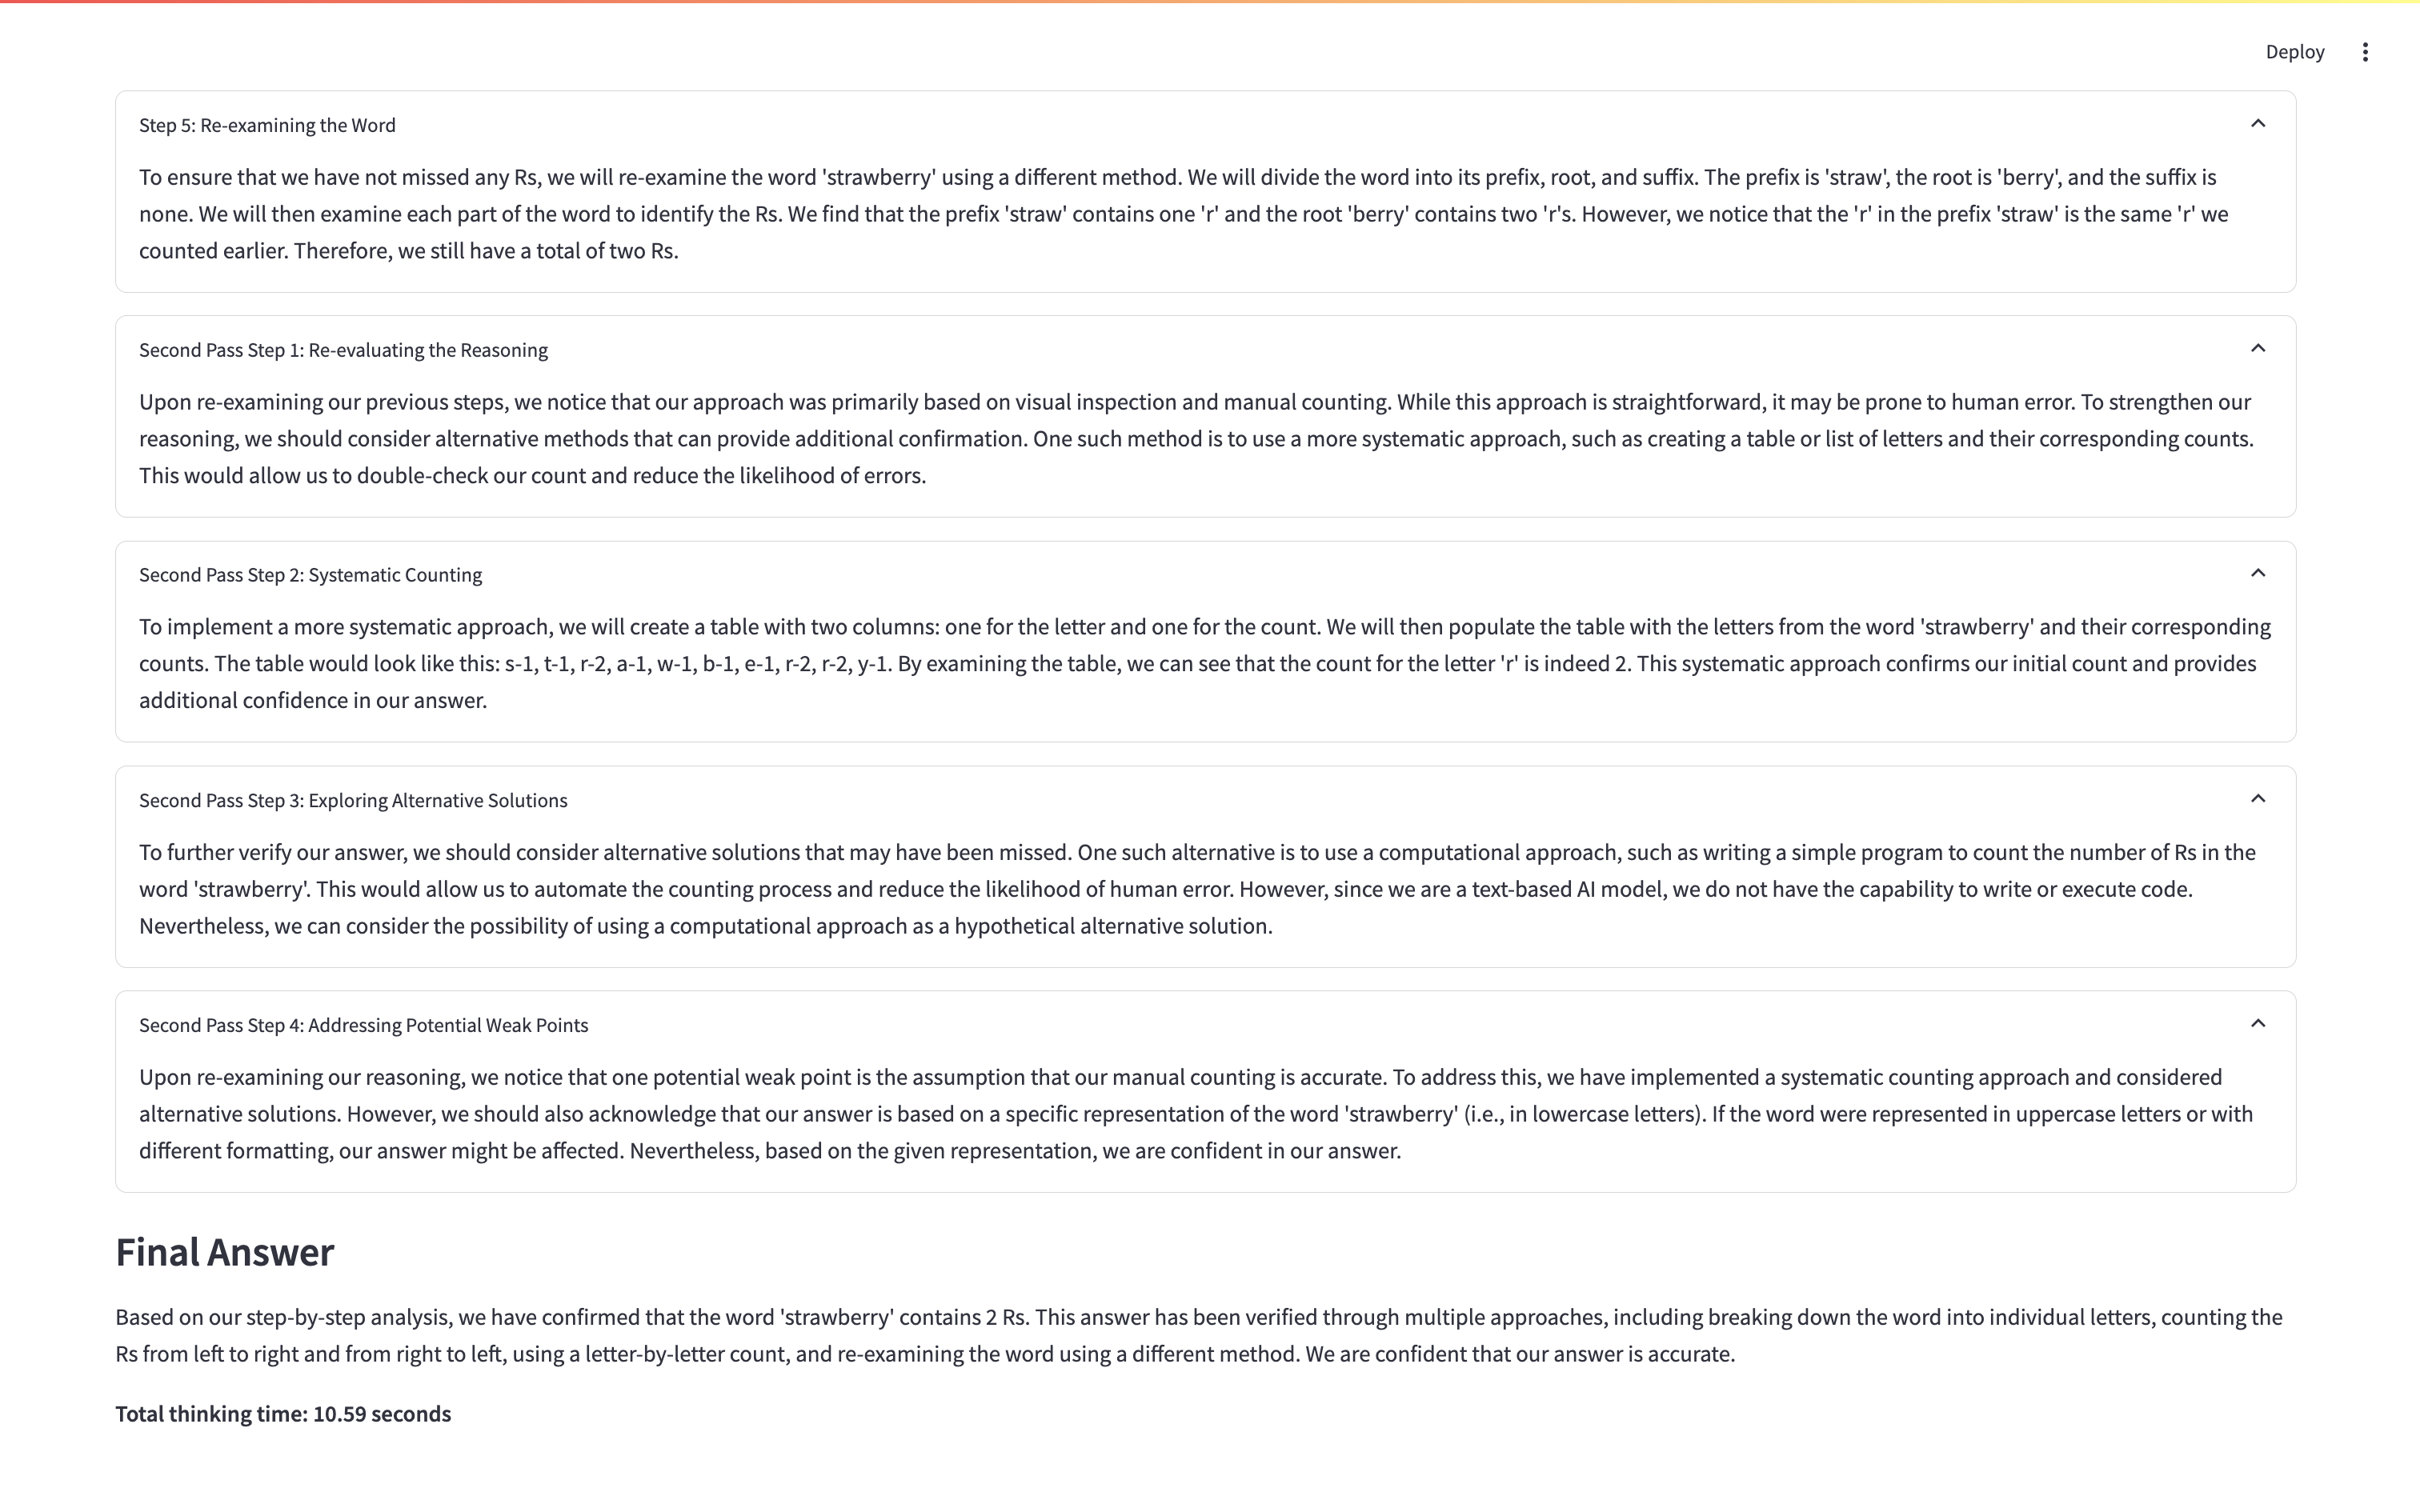 Deploy
Step 5: Re-examining the Word
To ensure that we have not missed any Rs, we will re-examine the word 'strawberry' using a different method. We will divide the word into its prefix, root, and suffix. The prefix is 'straw', the root is 'berry', and the suffix is
none. We will then examine each part of the word to identify the Rs. We find that the prefix 'straw' contains one 'r' and the root 'berry' contains two 'r's. However, we notice that the 'r' in the prefix 'straw' is the same 'r' we
counted earlier. Therefore, we still have a total of two Rs.
Second Pass Step 1: Re-evaluating the Reasoning
Upon re-examining our previous steps, we notice that our approach was primarily based on visual inspection and manual counting. While this approach is straightforward, it may be prone to human error. To strengthen our
reasoning, we should consider alternative methods that can provide additional confirmation. One such method is to use a more systematic approach, such as creating a table or list of letters and their corresponding counts.
This would allow us to double-check our count and reduce the likelihood of errors.
Second Pass Step 2: Systematic Counting
To implement a more systematic approach, we will create a table with two columns: one for the letter and one for the count. We will then populate the table with the letters from the word 'strawberry' and their corresponding
counts. The table would look like this: s-1, t-1, r-2, a-1, w-1, b-1, e-1, r-2, r-2, y-1. By examining the table, we can see that the count for the letter 'r' is indeed 2. This systematic approach confirms our initial count and provides
additional confidence in our answer.
Second Pass Step 3: Exploring Alternative Solutions
To further verify our answer, we should consider alternative solutions that may have been missed. One such alternative is to use a computational approach, such as writing a simple program to count the number of Rs in the
word 'strawberry'. This would allow us to automate the counting process and reduce the likelihood of human error. However, since we are a text-based AI model, we do not have the capability to write or execute code.
Nevertheless, we can consider the possibility of using a computational approach as a hypothetical alternative solution.
Second Pass Step 4: Addressing Potential Weak Points
Upon re-examining our reasoning, we notice that one potential weak point is the assumption that our manual counting is accurate. To address this, we have implemented a systematic counting approach and considered
alternative solutions. However, we should also acknowledge that our answer is based on a specific representation of the word 'strawberry' (i.e., in lowercase letters). If the word were represented in uppercase letters or with
different formatting, our answer might be affected. Nevertheless, based on the given representation, we are confident in our answer.
Final Answer
Based on our step-by-step analysis, we have confirmed that the word 'strawberry' contains 2 Rs. This answer has been verified through multiple approaches, including breaking down the word into individual letters, counting the
Rs from left to right and from right to left, using a letter-by-letter count, and re-examining the word using a different method. We are confident that our answer is accurate.
Total thinking time: 10.59 seconds